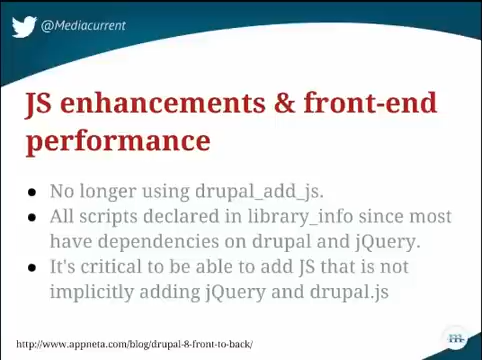 @Mediacurrent
JS enhancements & front-end
performance
● No longer using drupal_add_js.
● All scripts declared in library_info since most
have dependencies on drupal and jQuery.
● It's critical to be able to add JS that is not
implicitly adding jQuery and drupal.js
http://www.appneta.com/blog/drupal-8-front-to-back/
m